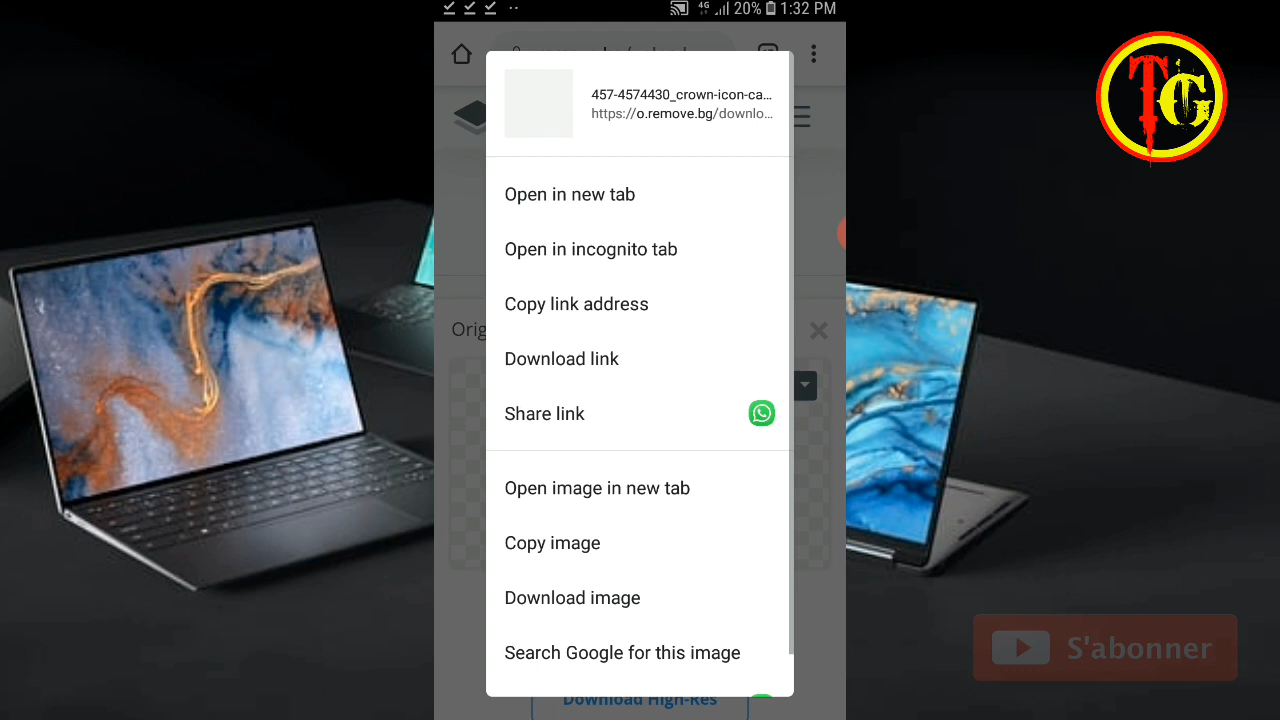 20% 1:32 PM
4G
457-4574430_crown-icon-ca...
https://o.remove.bg/downlo...
Open in new tab
Open in incognito tab
Copy link address
Download link
Share link
Orig
Open image in new tab
Copy image
Download image
Search Google for this image
Download High-Res
TG
S'abonner